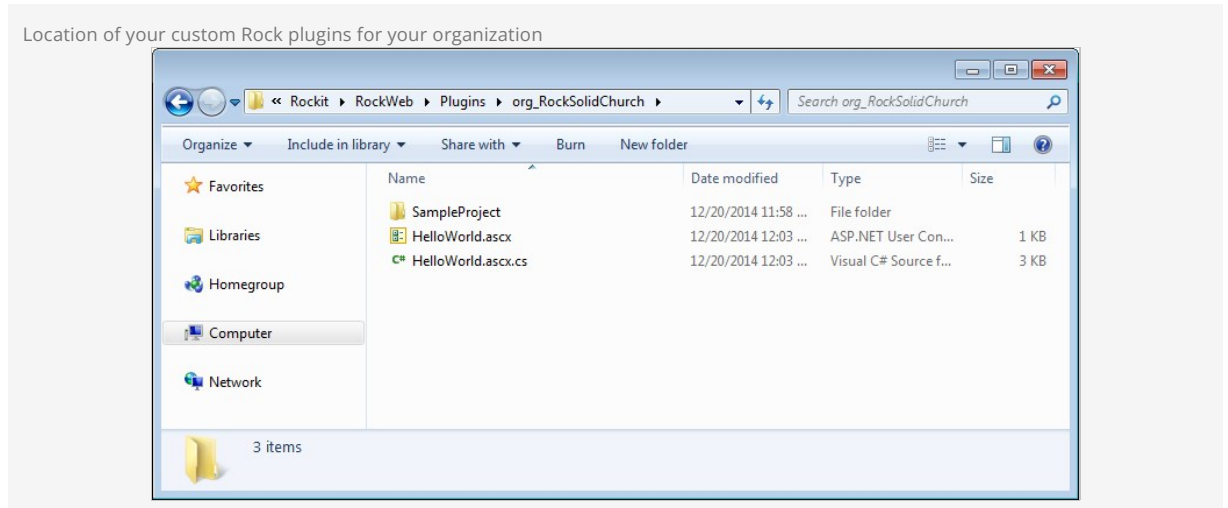 Location of your custom Rock plugins for your organization
« Rockit RockWeb Plugins org_RockSolidChurch Search org_RockSolidChurch
Organize Include in library Share with Burn New folder
Name Date modified Type Size
Favorites
SampleProject 12/20/2014 11:58 ... File folder
Libraries HelloWorld.ascx 12/20/2014 12:03 ... ASP.NET User Con... 1 KB
C# HelloWorld.ascx.cs 12/20/2014 12:03 ... Visual C# Source f... 3 KB
Homegroup
Computer
Network
3 items